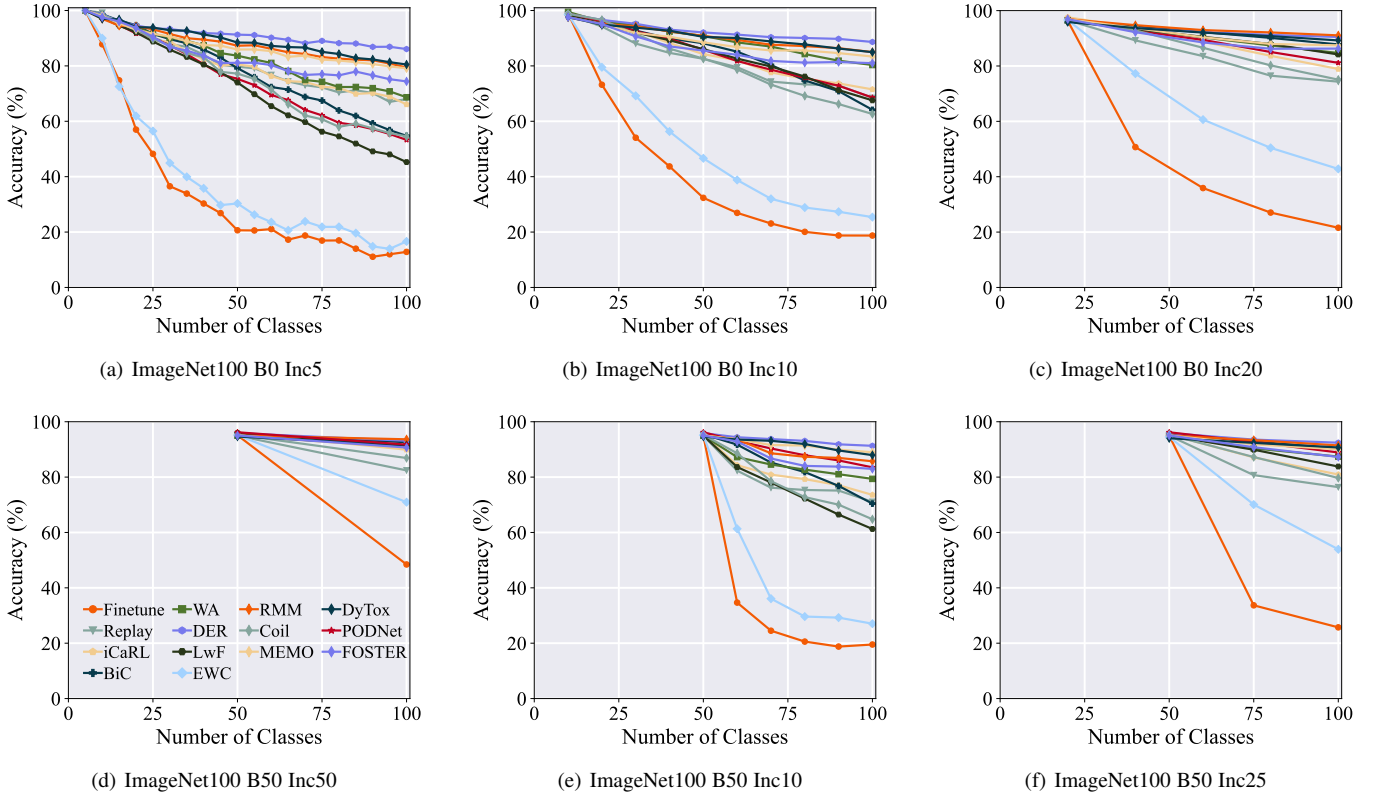 100
80
60
40
20
0
Accuracy (%)
0 25 50 75 100
Number of Classes
(a) ImageNet100 B0 Inc5
100
80
60
40
20
0
Accuracy (%)
0 25 50 75 100
Number of Classes
(b) ImageNet100 B0 Inc10
100
80
60
40
20
0
Accuracy (%)
0 25 50 75 100
Number of Classes
(c) ImageNet100 B0 Inc20
100
80
60
40
20
0
Accuracy (%)
Finetune WA RMM DyTox
Replay DER Coil PODNet
iCaRL LwF MEMO FOSTER
BiC EWC
0 25 50 75 100
Number of Classes
(d) ImageNet100 B50 Inc50
100
80
60
40
20
0
Accuracy (%)
0 25 50 75 100
Number of Classes
(e) ImageNet100 B50 Inc10
100
80
60
40
20
0
Accuracy (%)
0 25 50 75 100
Number of Classes
(f) ImageNet100 B50 Inc25